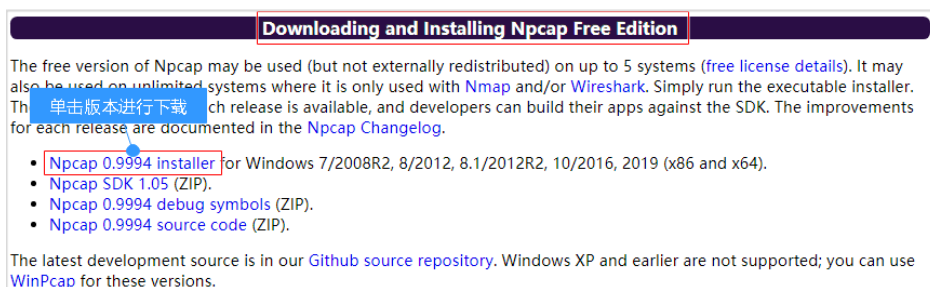 Downloading and Installing Npcap Free Edition
The free version of Npcap may be used (but not externally redistributed) on up to 5 systems (free license details). It may
also be used on unlimited systems where it is only used with Nmap and/or Wireshark. Simply run the executable installer.
单击版本进行下载
Th ch release is available, and developers can build their apps against the SDK. The improvements
for each release are documented in the Npcap Changelog.
• Npcap 0.9994 installer for Windows 7/2008R2, 8/2012, 8.1/2012R2, 10/2016, 2019 (x86 and x64).
• Npcap SDK 1.05 (ZIP).
• Npcap 0.9994 debug symbols (ZIP).
• Npcap 0.9994 source code (ZIP).
The latest development source is in our Github source repository. Windows XP and earlier are not supported; you can use
WinPcap for these versions.